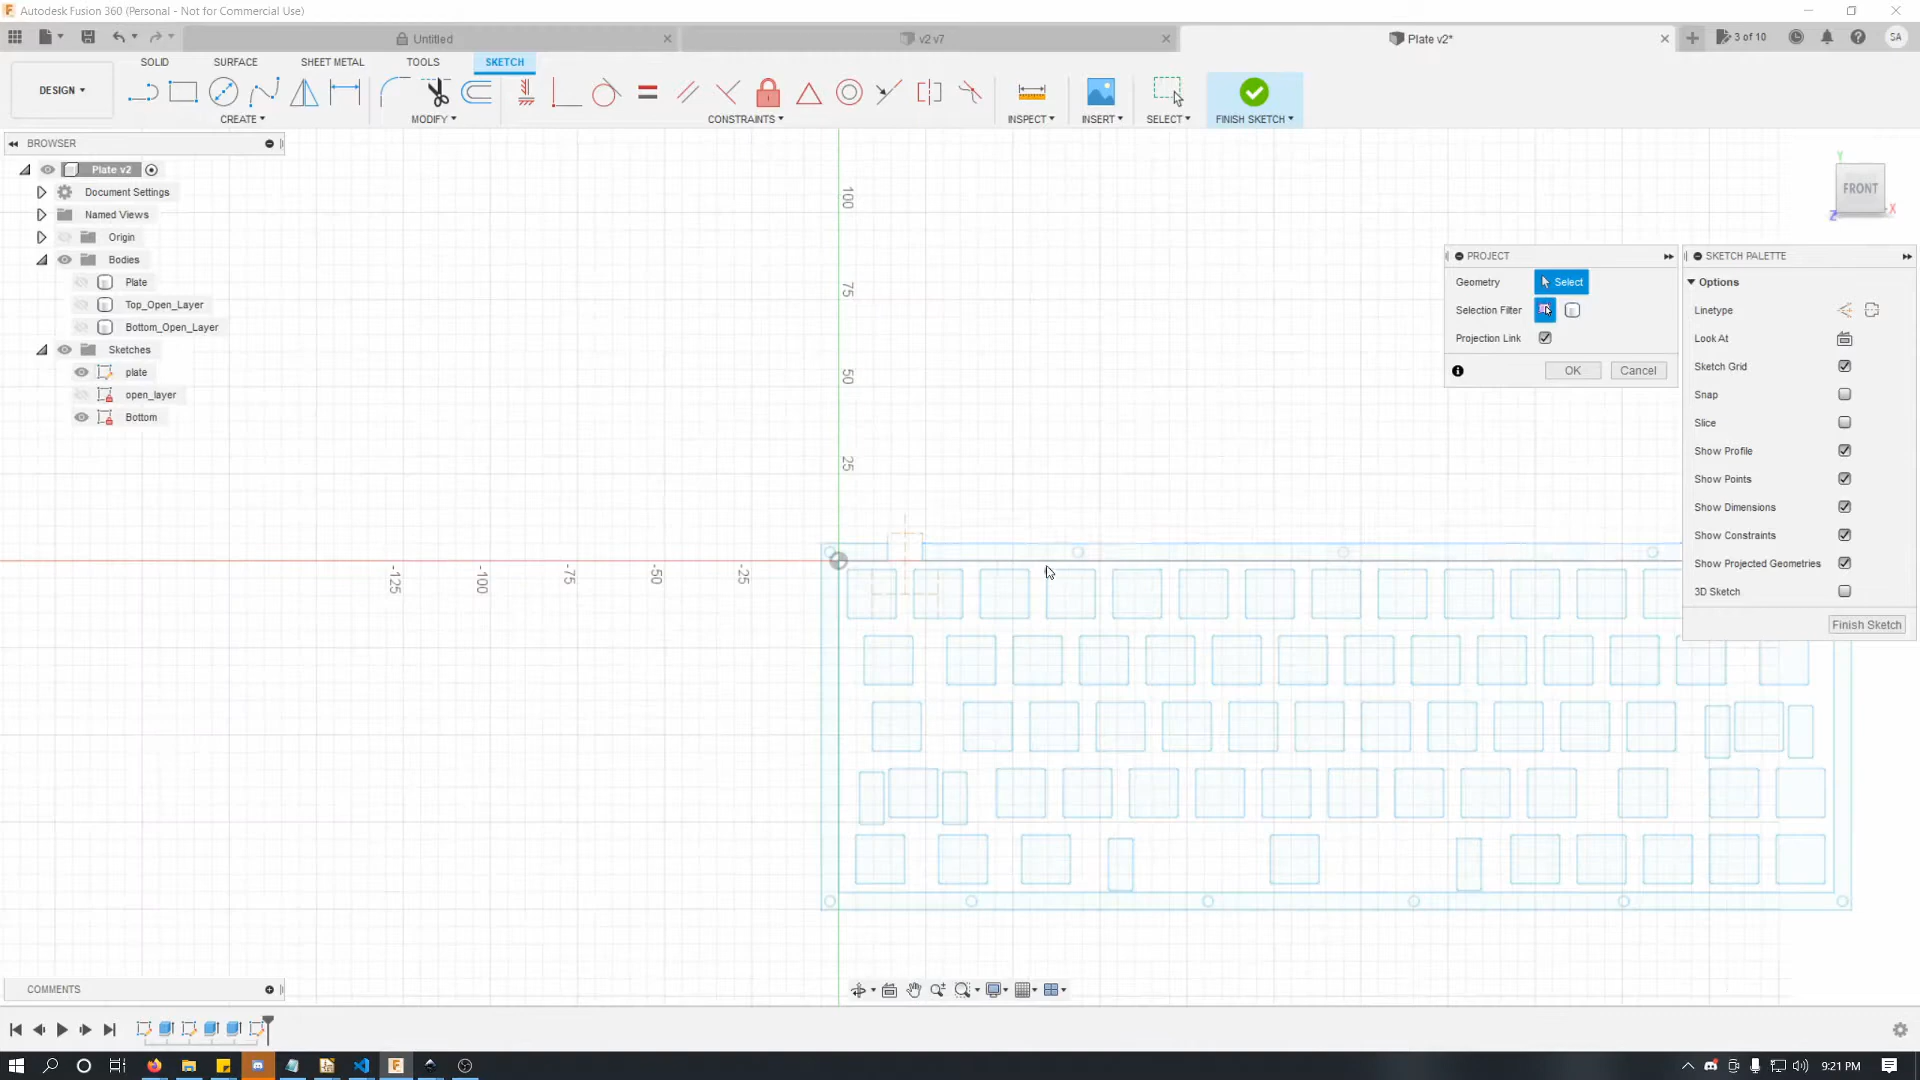 Autodesk Fusion 360 (Personal - Not for Commercial Use)
Untitled
v2 v7
Plate v2*
3 of 10
SA
DESIGN
SOLID
SURFACE
SHEET METAL
TOOLS
SKETCH
CREATE
MODIFY
CONSTRAINTS
INSPECT
INSERT
SELECT
FINISH SKETCH
BROWSER
Plate v2
Document Settings
Named Views
Origin
Bodies
Plate
Top_Open_Layer
Bottom_Open_Layer
Sketches
plate
open_layer
Bottom
100
75
50
25
-125
-100
-75
-50
-25
Y
FRONT
Z
X
PROJECT
Geometry
Select
Selection Filter
Projection Link
OK
Cancel
SKETCH PALETTE
Options
Linetype
Look At
Sketch Grid
Snap
Slice
Show Profile
Show Points
Show Dimensions
Show Constraints
Show Projected Geometries
3D Sketch
Finish Sketch
COMMENTS
9:21 PM